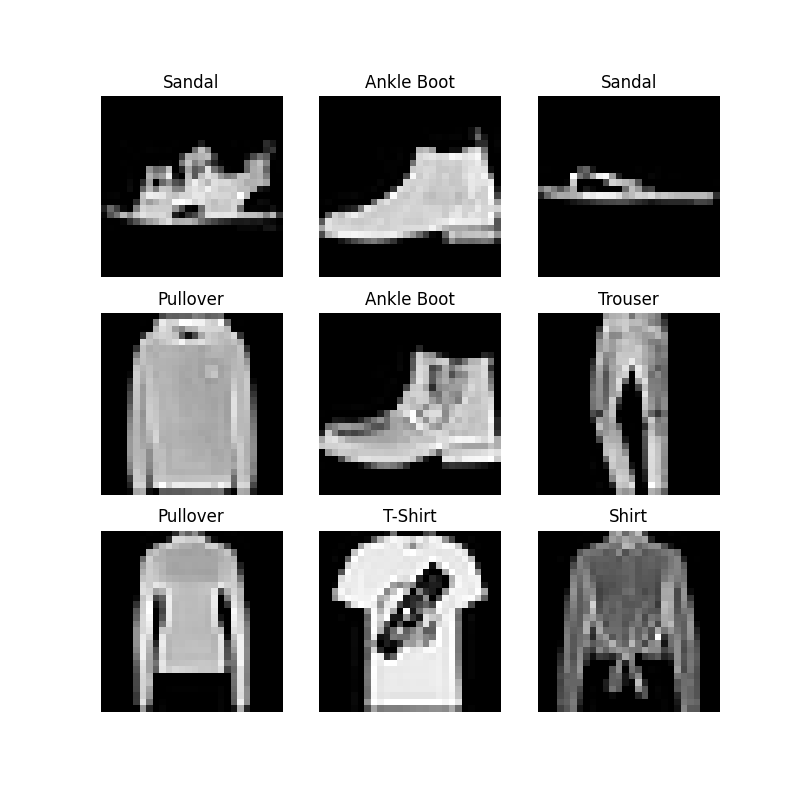 Sandal
Ankle Boot
Sandal
Pullover
Ankle Boot
Trouser
Pullover
T-Shirt
Shirt